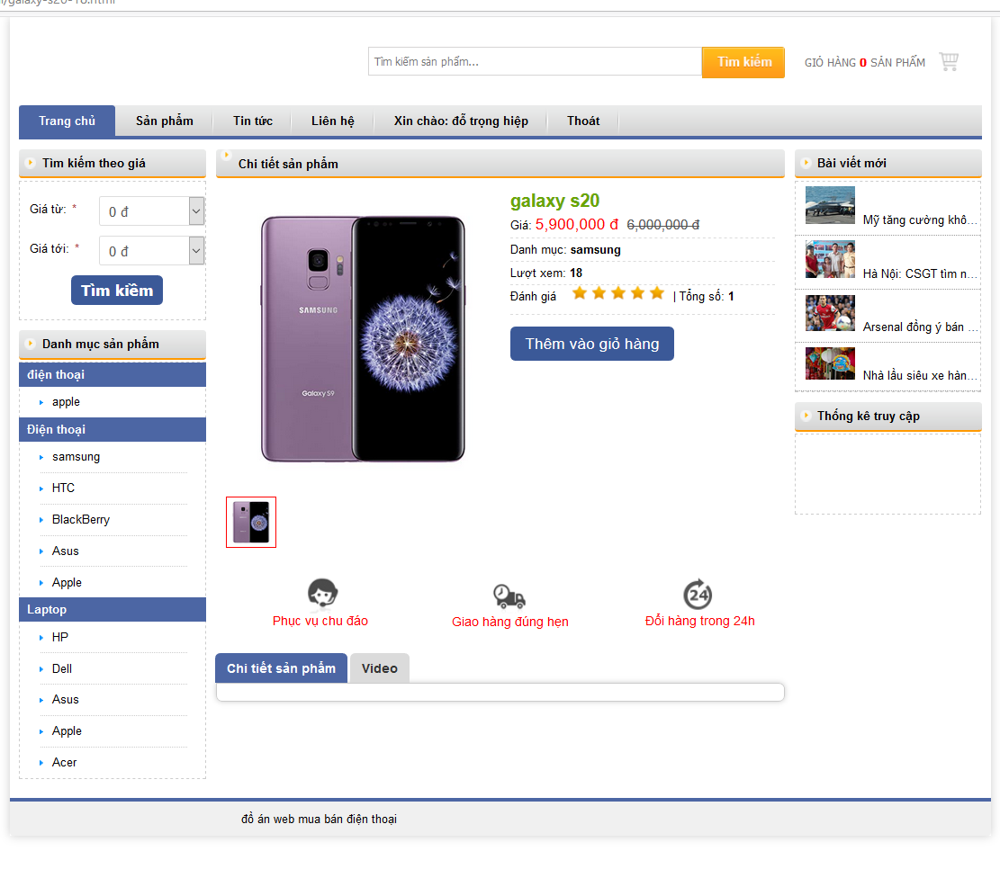 /galaxy-s20-18.html
Tìm kiếm sản phẩm...
Tìm kiếm
GIỎ HÀNG 0 SẢN PHẨM
Trang chủ
Sản phẩm
Tin tức
Liên hệ
Xin chào: đỗ trọng hiệp
Thoát
Tìm kiếm theo giá
Giá từ: *
0 đ
Giá tới: *
0 đ
Tìm kiềm
Danh mục sản phẩm
điện thoại
apple
Điện thoại
samsung
HTC
BlackBerry
Asus
Apple
Laptop
HP
Dell
Asus
Apple
Acer
Chi tiết sản phẩm
SAMSUNG
Galaxy S9
galaxy s20
Giá: 5,900,000 đ 6,000,000 đ
Danh mục: samsung
Lượt xem: 18
Đánh giá | Tổng số: 1
Thêm vào giỏ hàng
24
Phục vụ chu đáo
Giao hàng đúng hẹn
Đổi hàng trong 24h
Chi tiết sản phẩm
Video
Bài viết mới
Mỹ tăng cường khô...
Hà Nội: CSGT tìm n...
Arsenal đồng ý bán ...
Nhà lầu siêu xe hàn...
Thống kê truy cập
đồ án web mua bán điện thoại